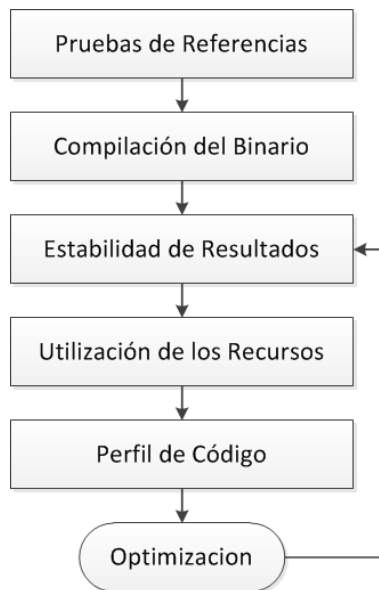 Pruebas de Referencias
Compilación del Binario
Estabilidad de Resultados
Utilización de los Recursos
Perfil de Código
Optimizacion